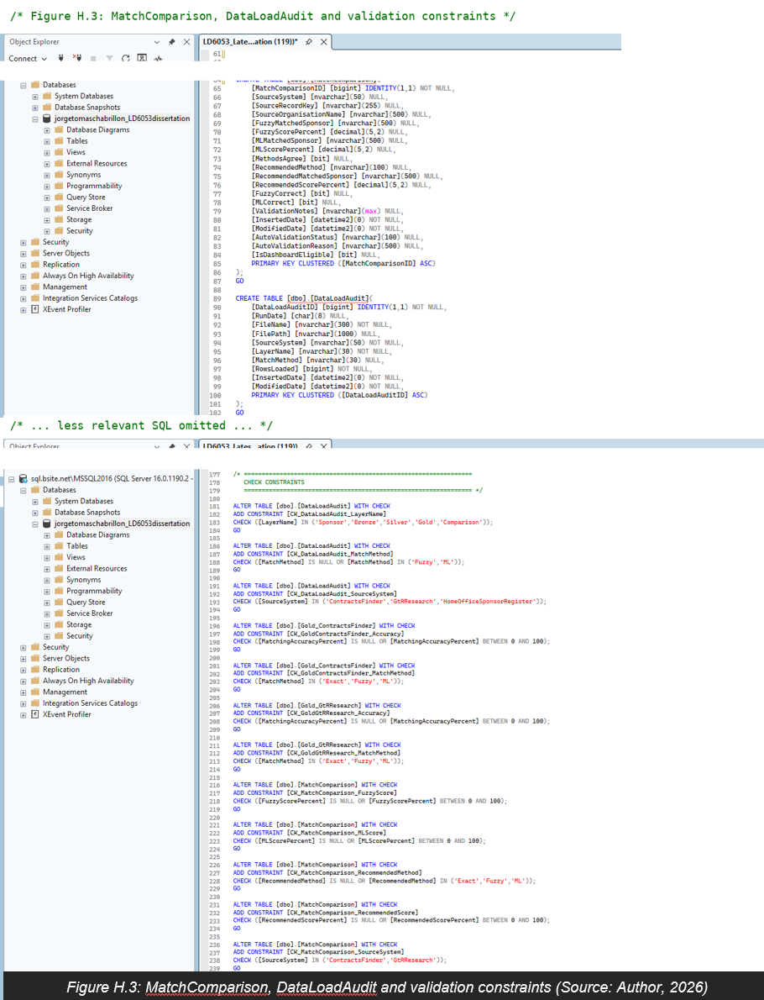 /* Figure H.3: MatchComparison, DataLoadAudit and validation constraints */
Object Explorer
LD6053_Late...ation (119))*
Connect
61
Databases
System Databases
Database Snapshots
jorgetomaschabrillon_LD6053dissertation
Database Diagrams
Tables
Views
External Resources
Synonyms
Programmability
Query Store
Service Broker
Storage
Security
Security
Server Objects
Replication
Always On High Availability
Management
Integration Services Catalogs
XEvent Profiler
64 CREATE TABLE [dbo].[MatchComparison](
65 [MatchComparisonID] [bigint] IDENTITY(1,1) NOT NULL,
66 [SourceSystem] [nvarchar](50) NOT NULL,
67 [SourceRecordKey] [nvarchar](255) NOT NULL,
68 [SourceOrganisationName] [nvarchar](500) NULL,
69 [FuzzyMatchedSponsor] [nvarchar](500) NULL,
70 [FuzzyScorePercent] [decimal](5,2) NULL,
71 [MLMatchedSponsor] [nvarchar](500) NULL,
72 [MLScorePercent] [decimal](5,2) NULL,
73 [MethodsAgree] [bit] NULL,
74 [RecommendedMethod] [nvarchar](100) NULL,
75 [RecommendedMatchedSponsor] [nvarchar](500) NULL,
76 [RecommendedScorePercent] [decimal](5,2) NULL,
77 [FuzzyCorrect] [bit] NULL,
78 [MLCorrect] [bit] NULL,
79 [ValidationNotes] [nvarchar](max) NULL,
80 [InsertedDate] [datetime2](0) NOT NULL,
81 [ModifiedDate] [datetime2](0) NOT NULL,
82 [AutoValidationStatus] [nvarchar](100) NULL,
83 [AutoValidationReason] [nvarchar](500) NULL,
84 [IsDashboardEligible] [bit] NULL,
85 PRIMARY KEY CLUSTERED ([MatchComparisonID] ASC)
86 );
87 GO
88
89 CREATE TABLE [dbo].[DataLoadAudit](
90 [DataLoadAuditID] [bigint] IDENTITY(1,1) NOT NULL,
91 [RunDate] [char](8) NULL,
92 [FileName] [nvarchar](300) NOT NULL,
93 [FilePath] [nvarchar](1000) NULL,
94 [SourceSystem] [nvarchar](50) NOT NULL,
95 [LayerName] [nvarchar](30) NOT NULL,
96 [MatchMethod] [nvarchar](30) NULL,
97 [RowsLoaded] [bigint] NOT NULL,
98 [InsertedDate] [datetime2](0) NOT NULL,
99 [ModifiedDate] [datetime2](0) NOT NULL,
100 PRIMARY KEY CLUSTERED ([DataLoadAuditID] ASC)
101 );
102 GO
/* ... less relevant SQL omitted ... */
Object Explorer
LD6053_Lates...ation (119))
sql.bsite.net\MSSQL2016 (SQL Server 16.0.1190.2 -
Databases
System Databases
Database Snapshots
jorgetomaschabrillon_LD6053dissertation
Database Diagrams
Tables
Views
External Resources
Synonyms
Programmability
Query Store
Service Broker
Storage
Security
Security
Server Objects
Replication
Always On High Availability
Management
Integration Services Catalogs
XEvent Profiler
177 /* ==============================================================
178 CHECK CONSTRAINTS
179 ============================================================== */
180
181 ALTER TABLE [dbo].[DataLoadAudit] WITH CHECK
182 ADD CONSTRAINT [CK_DataLoadAudit_LayerName]
183 CHECK ([LayerName] IN ('Sponsor','Bronze','Silver','Gold','Comparison'));
184 GO
185
186 ALTER TABLE [dbo].[DataLoadAudit] WITH CHECK
187 ADD CONSTRAINT [CK_DataLoadAudit_MatchMethod]
188 CHECK ([MatchMethod] IS NULL OR [MatchMethod] IN ('Fuzzy','ML'));
189 GO
190
191 ALTER TABLE [dbo].[DataLoadAudit] WITH CHECK
192 ADD CONSTRAINT [CK_DataLoadAudit_SourceSystem]
193 CHECK ([SourceSystem] IN ('ContractsFinder','GtRResearch','HomeOfficeSponsorRegister'));
194 GO
195
196 ALTER TABLE [dbo].[Gold_ContractsFinder] WITH CHECK
197 ADD CONSTRAINT [CK_GoldContractsFinder_Accuracy]
198 CHECK ([MatchingAccuracyPercent] IS NULL OR [MatchingAccuracyPercent] BETWEEN 0 AND 100);
199 GO
200
201 ALTER TABLE [dbo].[Gold_ContractsFinder] WITH CHECK
202 ADD CONSTRAINT [CK_GoldContractsFinder_MatchMethod]
203 CHECK ([MatchMethod] IN ('Exact','Fuzzy','ML'));
204 GO
205
206 ALTER TABLE [dbo].[Gold_GtRResearch] WITH CHECK
207 ADD CONSTRAINT [CK_GoldGtRResearch_Accuracy]
208 CHECK ([MatchingAccuracyPercent] IS NULL OR [MatchingAccuracyPercent] BETWEEN 0 AND 100);
209 GO
210
211 ALTER TABLE [dbo].[Gold_GtRResearch] WITH CHECK
212 ADD CONSTRAINT [CK_GoldGtRResearch_MatchMethod]
213 CHECK ([MatchMethod] IN ('Exact','Fuzzy','ML'));
214 GO
215
216 ALTER TABLE [dbo].[MatchComparison] WITH CHECK
217 ADD CONSTRAINT [CK_MatchComparison_FuzzyScore]
218 CHECK ([FuzzyScorePercent] IS NULL OR [FuzzyScorePercent] BETWEEN 0 AND 100);
219 GO
220
221 ALTER TABLE [dbo].[MatchComparison] WITH CHECK
222 ADD CONSTRAINT [CK_MatchComparison_MLScore]
223 CHECK ([MLScorePercent] IS NULL OR [MLScorePercent] BETWEEN 0 AND 100);
224 GO
225
226 ALTER TABLE [dbo].[MatchComparison] WITH CHECK
227 ADD CONSTRAINT [CK_MatchComparison_RecommendedMethod]
228 CHECK ([RecommendedMethod] IS NULL OR [RecommendedMethod] IN ('Exact','Fuzzy','ML'));
229 GO
230
231 ALTER TABLE [dbo].[MatchComparison] WITH CHECK
232 ADD CONSTRAINT [CK_MatchComparison_RecommendedScore]
233 CHECK ([RecommendedScorePercent] IS NULL OR [RecommendedScorePercent] BETWEEN 0 AND 100);
234 GO
235
236 ALTER TABLE [dbo].[MatchComparison] WITH CHECK
237 ADD CONSTRAINT [CK_MatchComparison_SourceSystem]
238 CHECK ([SourceSystem] IN ('ContractsFinder','GtRResearch'));
239 GO
Figure H.3: MatchComparison, DataLoadAudit and validation constraints (Source: Author, 2026)